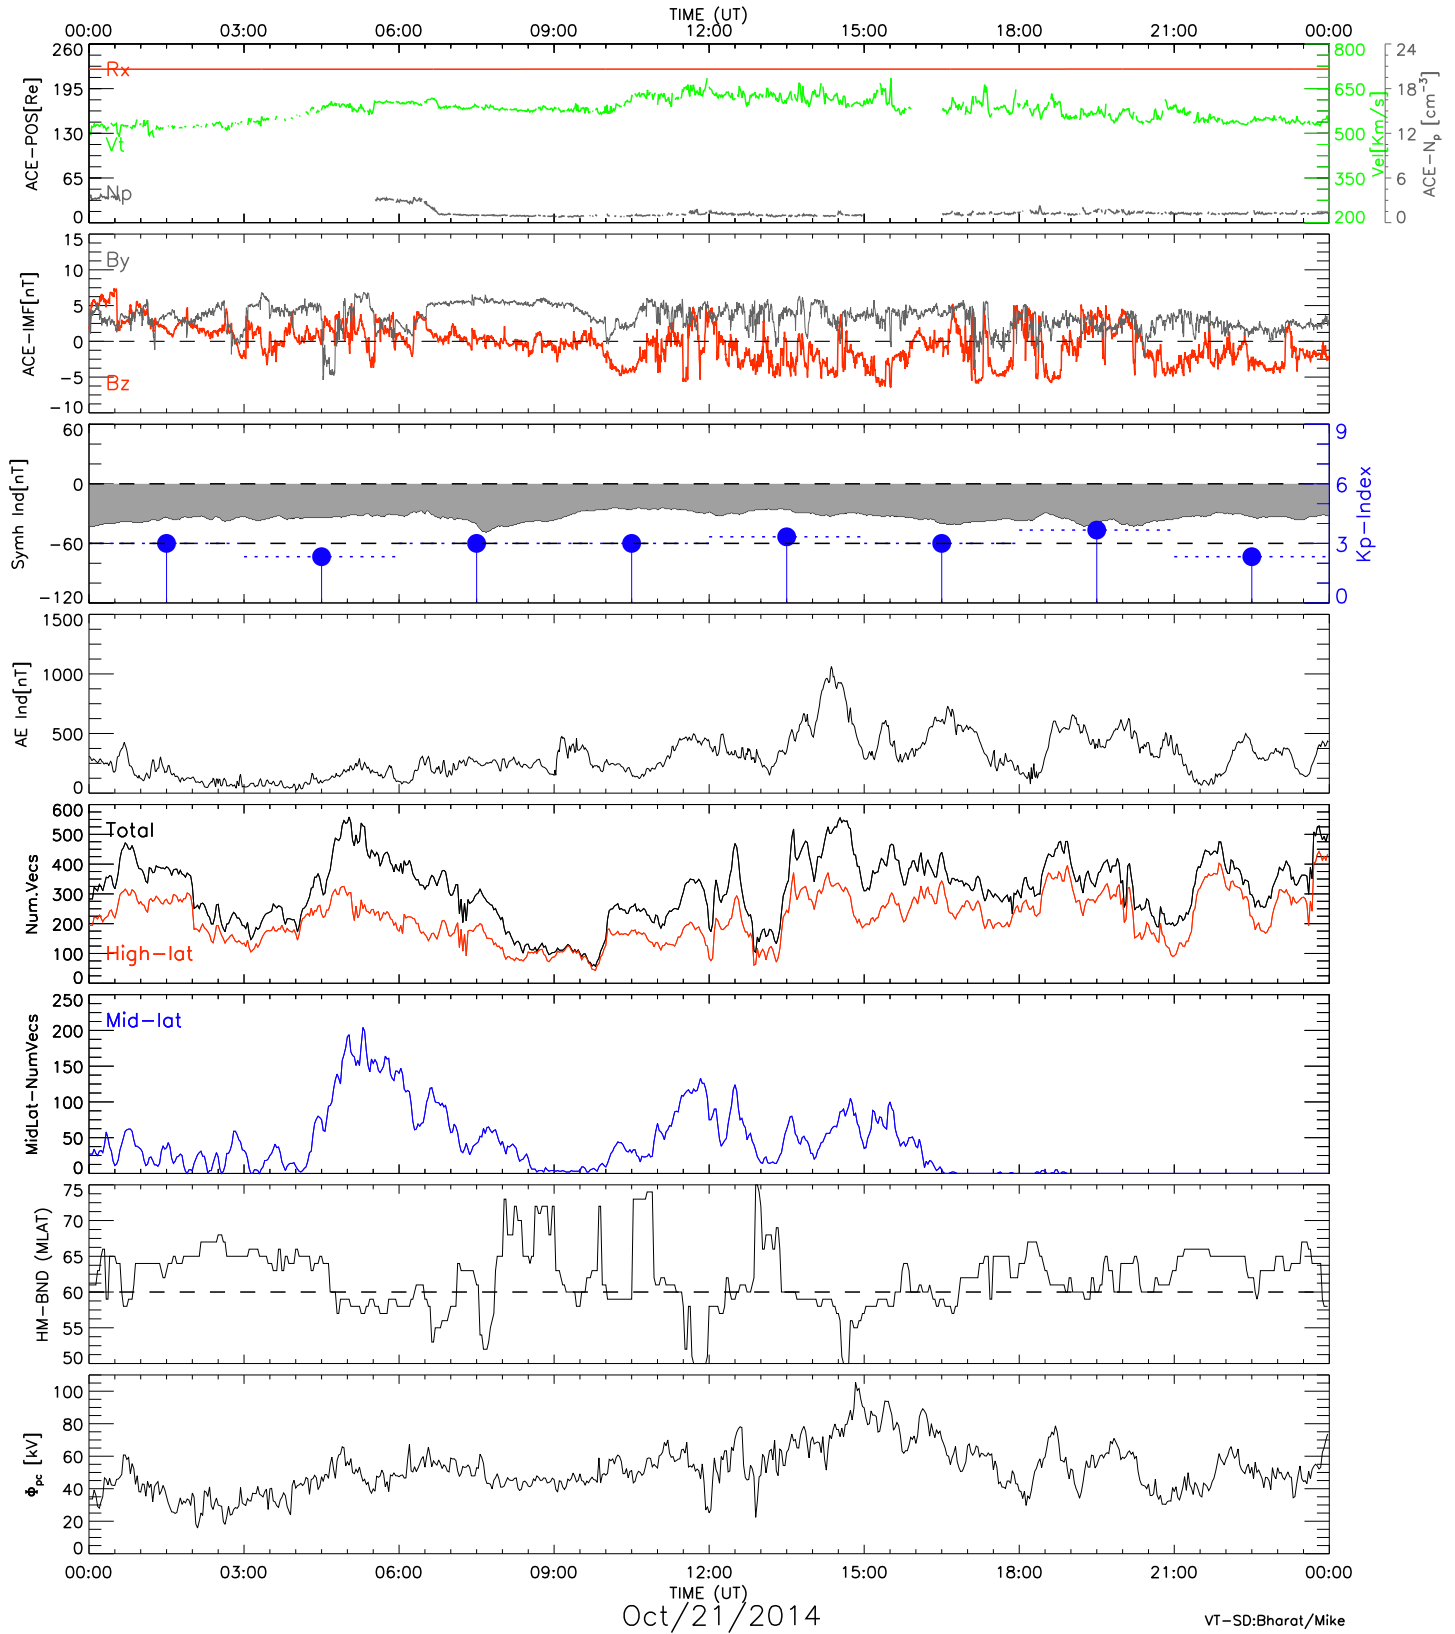 TIME (UT)
00:00 03:00 06:00 09:00 12:00 15:00 18:00 21:00 00:00
ACE-POS[Re]
260
195
130
65
0
Rx
Vt
Np
800
650
500
350
200
Vel[Km/s]
24
18
12
6
0
ACE-Np [cm-3]
ACE-IMF[nT]
15
10
5
0
-5
-10
By
Bz
Symh Ind[nT]
60
0
-60
-120
9
6
3
0
Kp-Index
AE Ind[nT]
1500
1000
500
0
Num.Vecs
600
500
400
300
200
100
0
Total
High-lat
MidLat-NumVecs
250
200
150
100
50
0
Mid-lat
HM-BND (MLAT)
75
70
65
60
55
50
Φpc [kV]
100
80
60
40
20
0
00:00 03:00 06:00 09:00 12:00 15:00 18:00 21:00 00:00
TIME (UT)
Oct/21/2014
VT-SD:Bharat/Mike